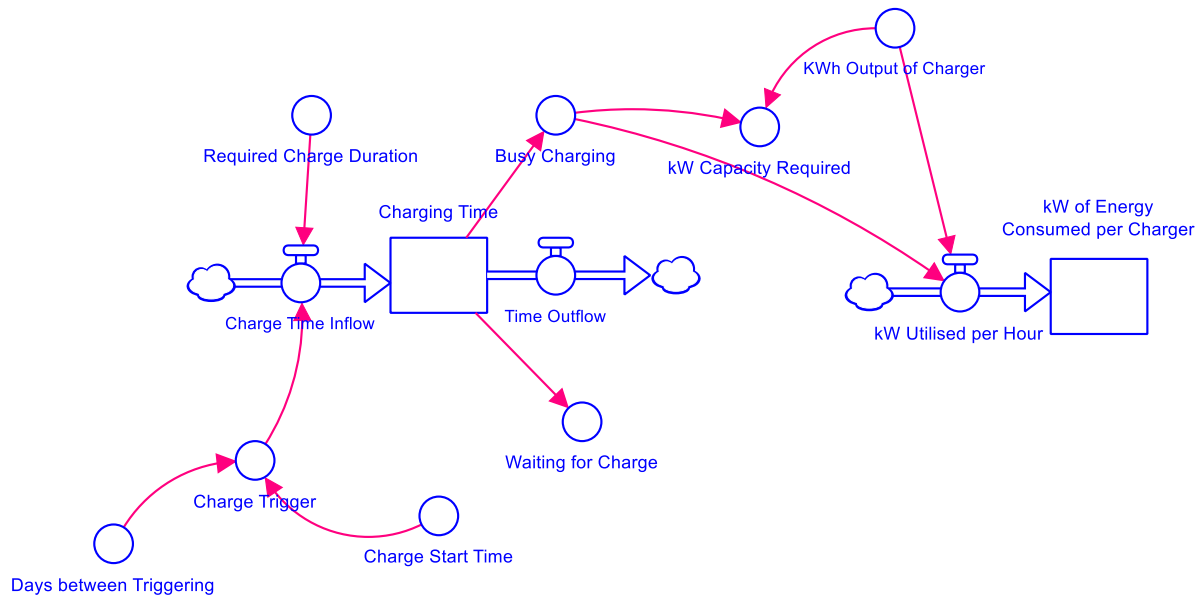 KWh Output of Charger
Required Charge Duration
Busy Charging
kW Capacity Required
Charging Time
kW of Energy
Consumed per Charger
Charge Time Inflow
Time Outflow
kW Utilised per Hour
Waiting for Charge
Charge Trigger
Charge Start Time
Days between Triggering